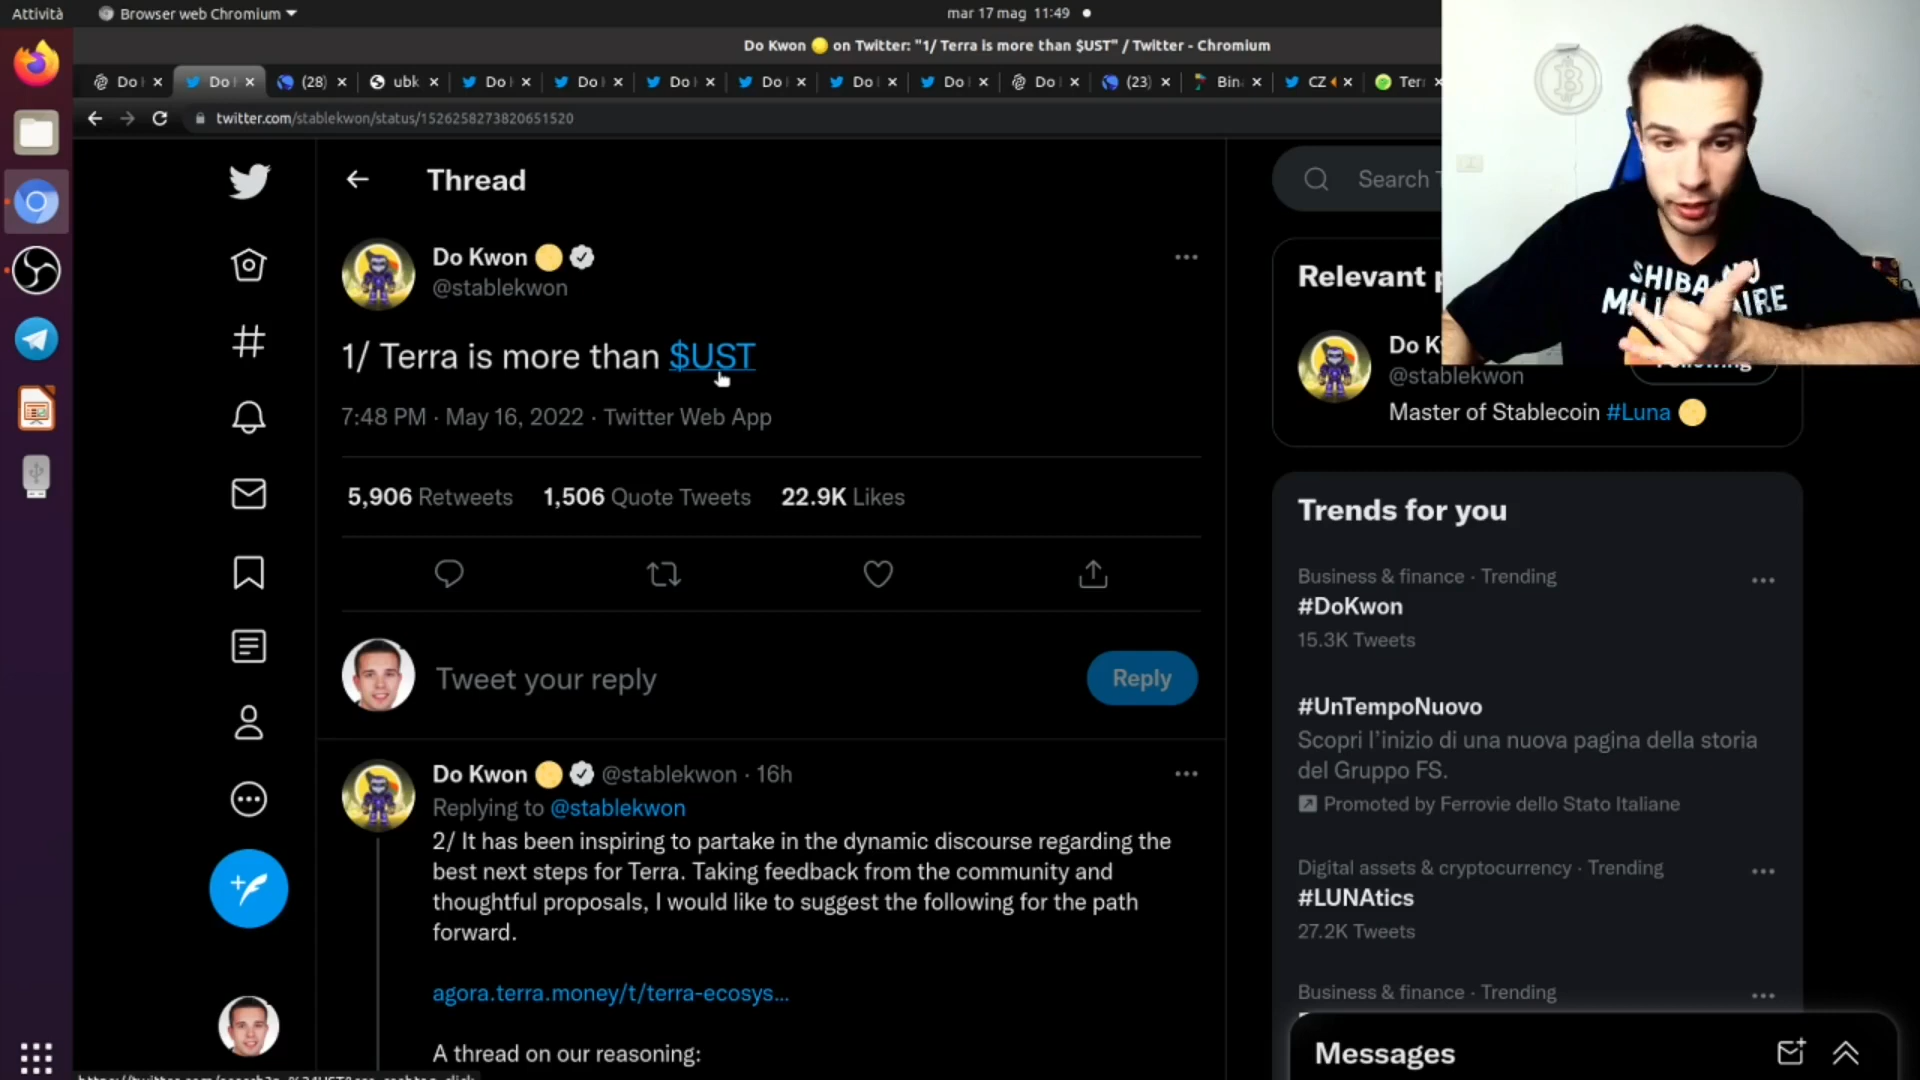 Attività
Browser web Chromium
mar 17 mag 11:49
Do Kwon on Twitter: "1/ Terra is more than $UST" / Twitter - Chromium
Do
Do
(28)
ubk
Do
Do
Do
Do
Do
Do
Do
(23)
Bin
CZ
Ter
twitter.com/stablekwon/status/1526258273820651520
Thread
Search
Do Kwon
@stablekwon
1/ Terra is more than $UST
7:48 PM · May 16, 2022 · Twitter Web App
5,906 Retweets 1,506 Quote Tweets 22.9K Likes
Tweet your reply
Reply
Do Kwon @stablekwon · 16h
Replying to @stablekwon
2/ It has been inspiring to partake in the dynamic discourse regarding the
best next steps for Terra. Taking feedback from the community and
thoughtful proposals, I would like to suggest the following for the path
forward.
agora.terra.money/t/terra-ecosys...
A thread on our reasoning:
SHIBA
Relevant
Do K
@stablekwon
Master of Stablecoin #Luna
Trends for you
Business & finance · Trending
#DoKwon
15.3K Tweets
#UnTempoNuovo
Scopri l'inizio di una nuova pagina della storia
del Gruppo FS.
Promoted by Ferrovie dello Stato Italiane
Digital assets & cryptocurrency · Trending
#LUNAtics
27.2K Tweets
Business & finance · Trending
Messages